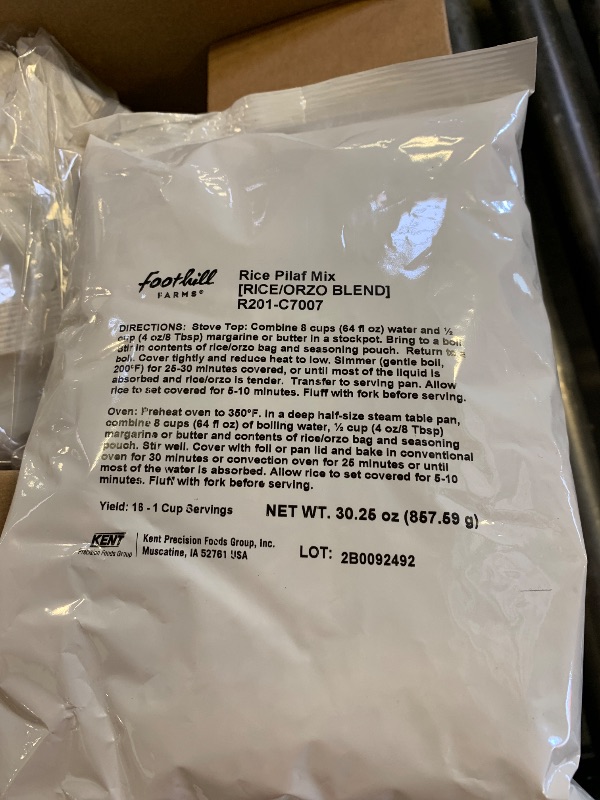 foothill
FARMS®
Rice Pilaf Mix
[RICE/ORZO BLEND]
R201-C7007
DIRECTIONS: Stove Top: Combine 8 cups (64 fl oz) water and ½
cup (4 oz/8 Tbsp) margarine or butter in a stockpot. Bring to a boil
stir in contents of rice/orzo bag and seasoning pouch. Return to a
boil. Cover tightly and reduce heat to low. Simmer (gentle boil,
200°F) for 25-30 minutes covered, or until most of the liquid is
absorbed and rice/orzo is tender. Transfer to serving pan. Allow
rice to set covered for 5-10 minutes. Fluff with fork before serving.
Oven: Preheat oven to 350°F. In a deep half-size steam table pan,
combine 8 cups (64 fl oz) of boiling water, ½ cup (4 oz/8 Tbsp)
margarine or butter and contents of rice/orzo bag and seasoning
pouch. Stir well. Cover with foil or pan lid and bake in conventional
oven for 30 minutes or convection oven for 25 minutes or until
most of the water is absorbed. Allow rice to set covered for 5-10
minutes. Fluff with fork before serving.
Yield: 16 - 1 Cup Servings
NET WT. 30.25 oz (857.59 g)
KENT
Precision Foods Group
Kent Precision Foods Group, Inc.
Muscatine, IA 52761 USA
LOT: 2B0092492